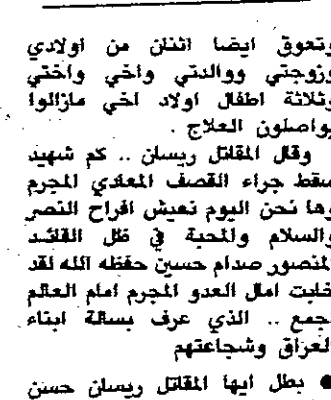 وتعوق ايضا اثنان من اولادي
وزوجتي ووالدتي واخي واختي
وثلاثة اطفال اولاد اخي مازالوا
يواصلون العلاج .
وقال المقاتل ريسان .. كم شهيد
سقط جراء القصف المعادي المجرم
وها نحن اليوم نعيش افراح النصر
والسلام والمحبة في ظل القائد
المنصور صدام حسين حفظه الله لقد
خابت امال العدو المجرم امام العالم
اجمع .. الذي عرف بسالة ابناء
العراق وشجاعتهم
● بطل ايها المقاتل ريسان حسن